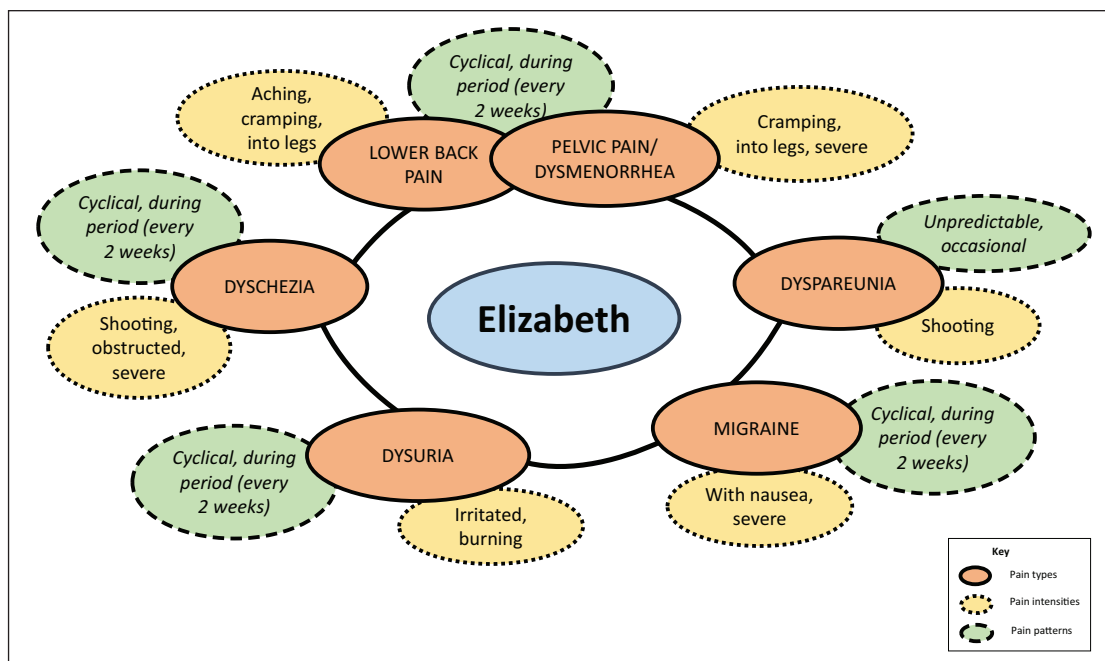 Cyclical, during
period (every
2 weeks)
Aching,
cramping,
into legs
LOWER BACK
PAIN
PELVIC PAIN/
DYSMENORRHEA
Cramping,
into legs, severe
Cyclical, during
period (every
2 weeks)
DYSCHEZIA
Shooting,
obstructed,
severe
Unpredictable,
occasional
DYSPAREUNIA
Shooting
Elizabeth
Cyclical, during
period (every
2 weeks)
DYSURIA
Irritated,
burning
MIGRAINE
Cyclical, during
period (every
2 weeks)
With nausea,
severe
Key
Pain types
Pain intensities
Pain patterns